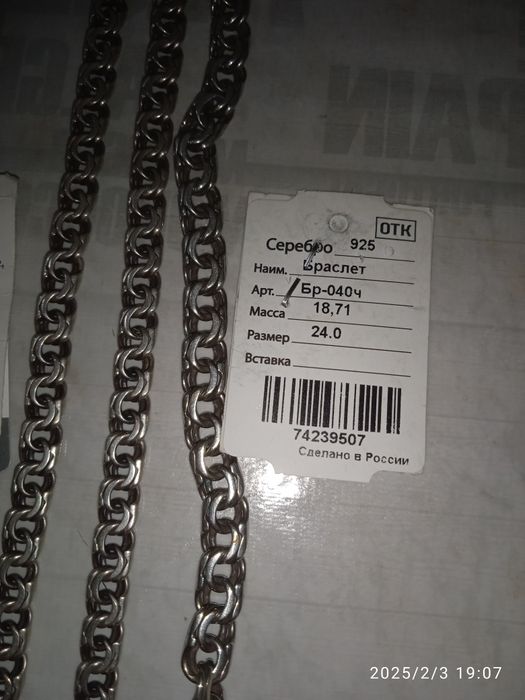 ОТК
Серебро 925
Наим. Браслет
Арт. Бр-040ч
Масса 18,71
Размер 24.0
Вставка
74239507
Сделано в России
PAIN
2025/2/3 19:07